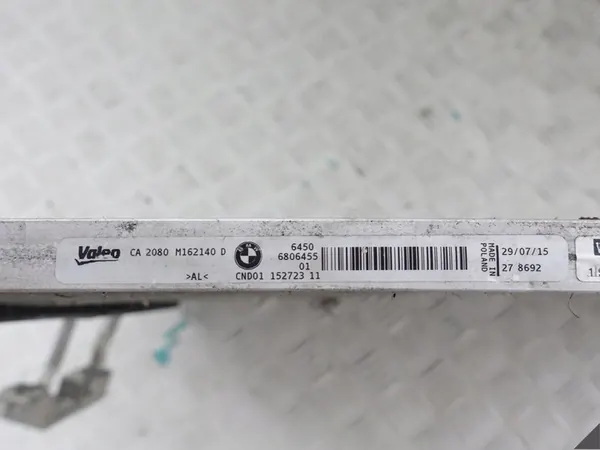 Valeo CA 2080 M162140 D
>AL<
CND01 152723 11
6450
6806455
01
MADE IN
POLAND
29/07/15
27 8692